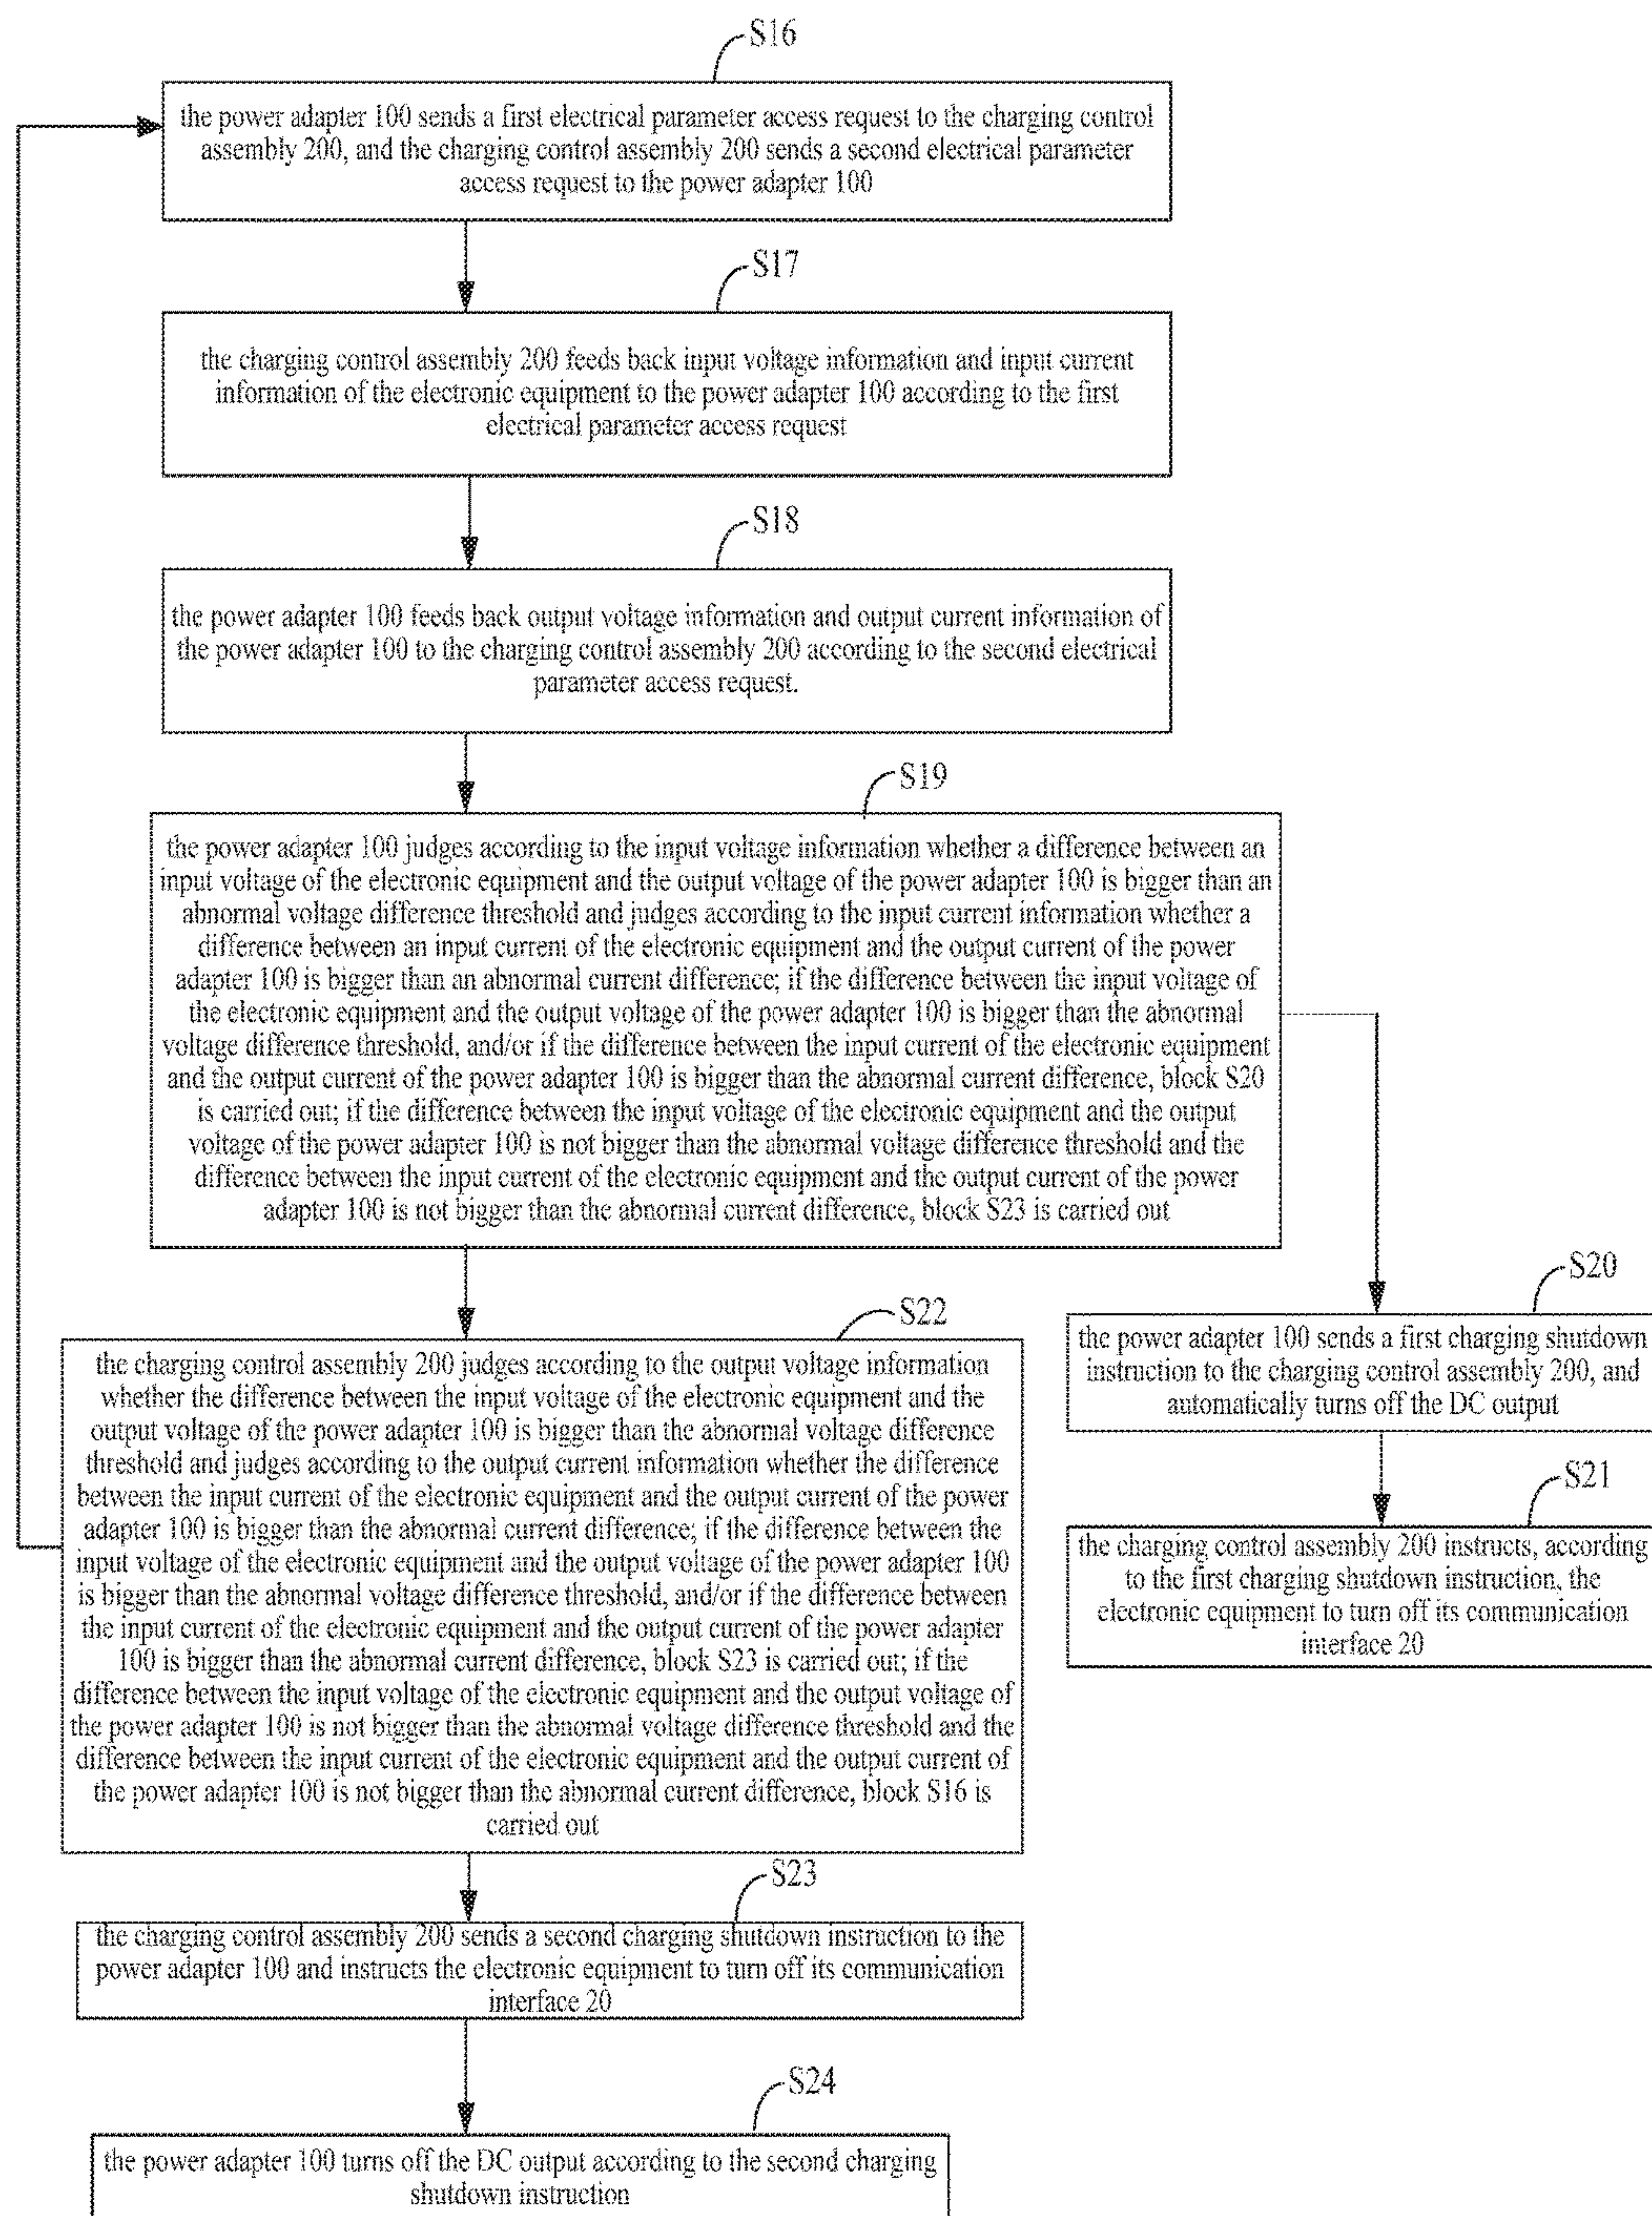 S16
the power adapter 100 sends a first electrical parameter access request to the charging control
assembly 200, and the charging control assembly 200 sends a second electrical parameter
access request to the power adapter 100
S17
the charging control assembly 200 feeds back input voltage information and input current
information of the electronic equipment to the power adapter 100 according to the first
electrical parameter access request
S18
the power adapter 100 feeds back output voltage information and output current information of
the power adapter 100 to the charging control assembly 200 according to the second electrical
parameter access request.
S19
the power adapter 100 judges according to the input voltage information whether a difference between an
input voltage of the electronic equipment and the output voltage of the power adapter 100 is bigger than an
abnormal voltage difference threshold and judges according to the input current information whether a
difference between an input current of the electronic equipment and the output current of the power
adapter 100 is bigger than an abnormal current difference; if the difference between the input voltage of
the electronic equipment and the output voltage of the power adapter 100 is bigger than the abnormal
voltage difference threshold, and/or if the difference between the input current of the electronic equipment
and the output current of the power adapter 100 is bigger than the abnormal current difference, block S20
is carried out; if the difference between the input voltage of the electronic equipment and the output
voltage of the power adapter 100 is not bigger than the abnormal voltage difference threshold and the
difference between the input current of the electronic equipment and the output current of the power
adapter 100 is not bigger than the abnormal current difference, block S23 is carried out
S20
the power adapter 100 sends a first charging shutdown
instruction to the charging control assembly 200, and
automatically turns off the DC output
S21
the charging control assembly 200 instructs, according
to the first charging shutdown instruction, the
electronic equipment to turn off its communication
interface 20
S22
the charging control assembly 200 judges according to the output voltage information
whether the difference between the input voltage of the electronic equipment and the
output voltage of the power adapter 100 is bigger than the abnormal voltage difference
threshold and judges according to the output current information whether the difference
between the input current of the electronic equipment and the output current of the power
adapter 100 is bigger than the abnormal current difference; if the difference between the
input voltage of the electronic equipment and the output voltage of the power adapter 100
is bigger than the abnormal voltage difference threshold, and/or if the difference between
the input current of the electronic equipment and the output current of the power adapter
100 is bigger than the abnormal current difference, block S23 is carried out; if the
difference between the input voltage of the electronic equipment and the output voltage of
the power adapter 100 is not bigger than the abnormal voltage difference threshold and the
difference between the input current of the electronic equipment and the output current of
the power adapter 100 is not bigger than the abnormal current difference, block S16 is
carried out
S23
the charging control assembly 200 sends a second charging shutdown instruction to the
power adapter 100 and instructs the electronic equipment to turn off its communication
interface 20
S24
the power adapter 100 turns off the DC output according to the second charging
shutdown instruction